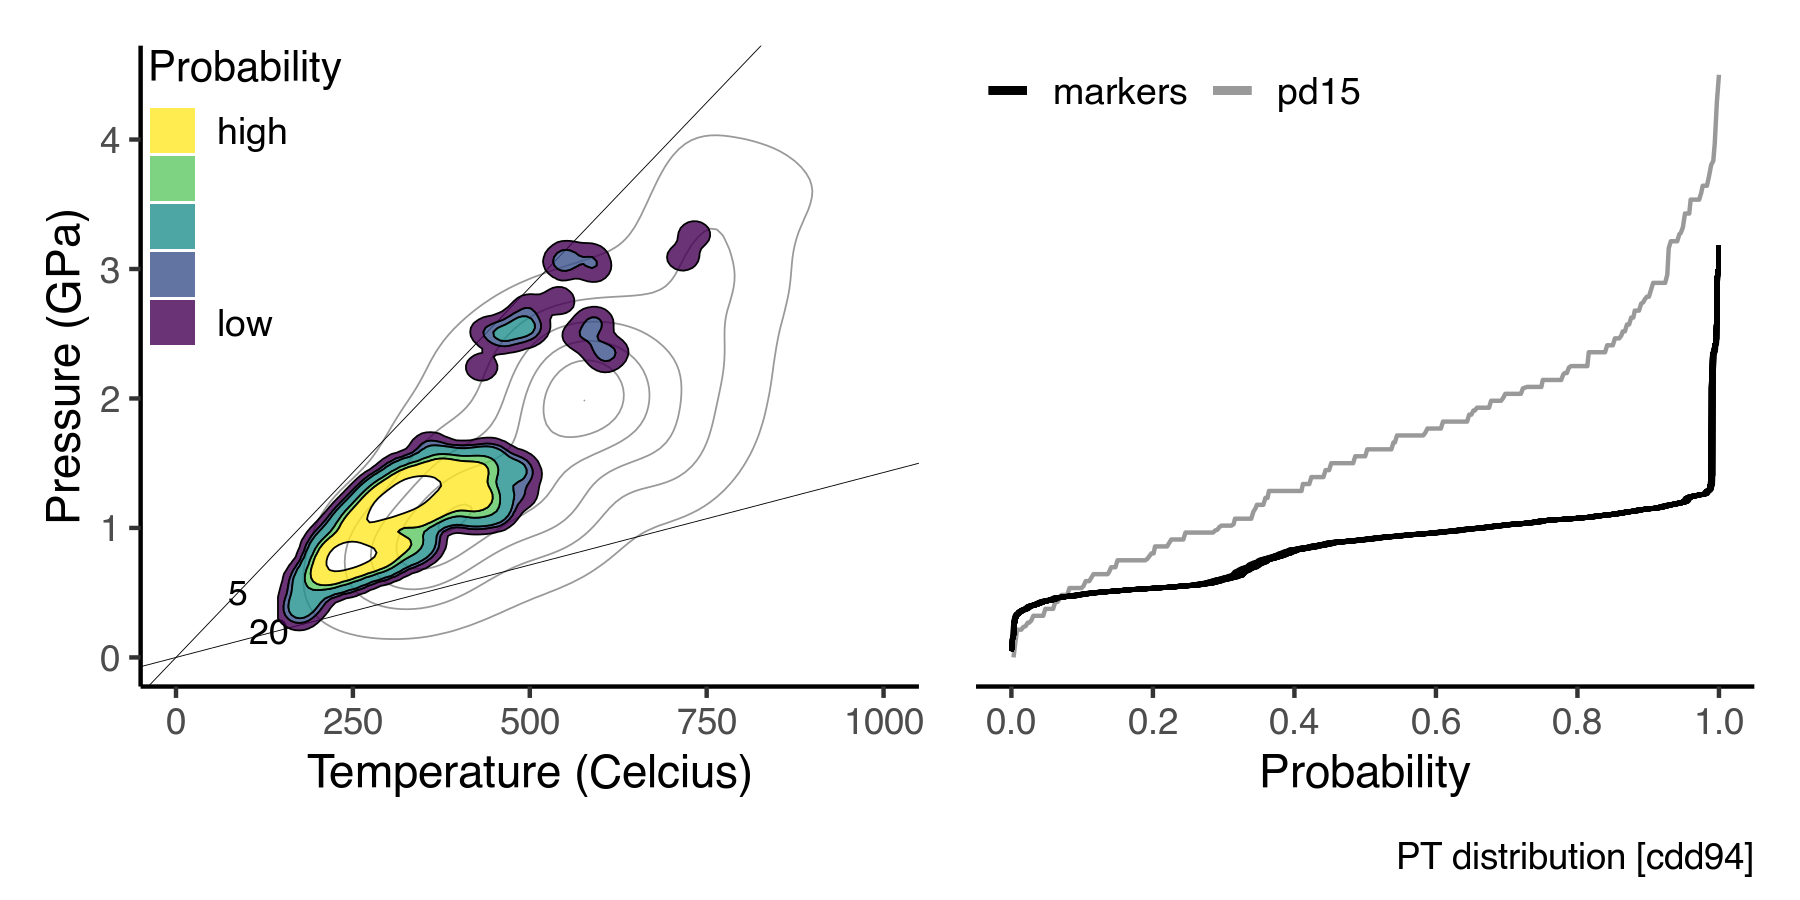 Probability
high
low
4
3
2
1
0
Pressure (GPa)
5
20
0 250 500 750 1000
Temperature (Celcius)
markers pd15
0.0 0.2 0.4 0.6 0.8 1.0
Probability
PT distribution [cdd94]